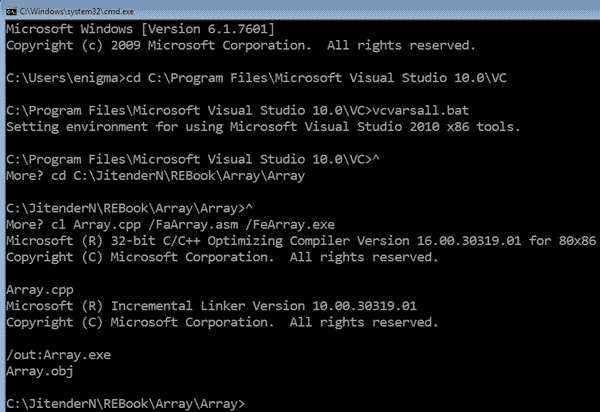 C:\Windows\system32\cmd.exe
Microsoft Windows [Version 6.1.7601]
Copyright (c) 2009 Microsoft Corporation.  All rights reserved.
C:\Users\enigma>cd C:\Program Files\Microsoft Visual Studio 10.0\VC
C:\Program Files\Microsoft Visual Studio 10.0\VC>vcvarsall.bat
Setting environment for using Microsoft Visual Studio 2010 x86 tools.
C:\Program Files\Microsoft Visual Studio 10.0\VC>^
More? cd C:\JitenderN\REBook\Array\Array
C:\JitenderN\REBook\Array\Array>^
More? cl Array.cpp /FaArray.asm /FeArray.exe
Microsoft (R) 32-bit C/C++ Optimizing Compiler Version 16.00.30319.01 for 80x86
Copyright (C) Microsoft Corporation.  All rights reserved.
Array.cpp
Microsoft (R) Incremental Linker Version 10.00.30319.01
Copyright (C) Microsoft Corporation.  All rights reserved.
/out:Array.exe
Array.obj
C:\JitenderN\REBook\Array\Array>